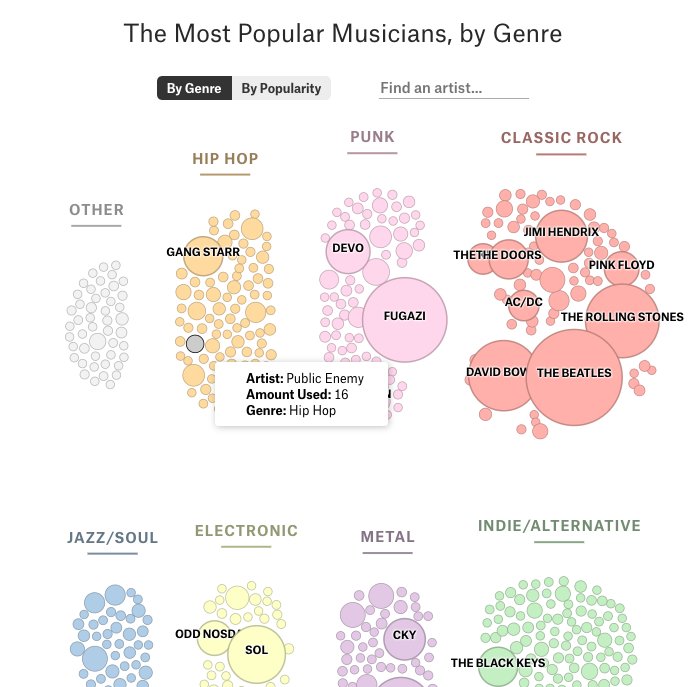 The Most Popular Musicians, by Genre
By Genre By Popularity Find an artist...
PUNK
CLASSIC ROCK
HIP HOP
OTHER
JIMI HENDRIX
DEVO
GANG STARR
THE DOORS
PINK FLOYD
AC/DC
FUGAZI
THE ROLLING STONES
DAVID BOW
THE BEATLES
Artist: Public Enemy
Amount Used: 16
Genre: Hip Hop
INDIE/ALTERNATIVE
ELECTRONIC
METAL
JAZZ/SOUL
ODD NOSDA
CKY
SOL
THE BLACK KEYS